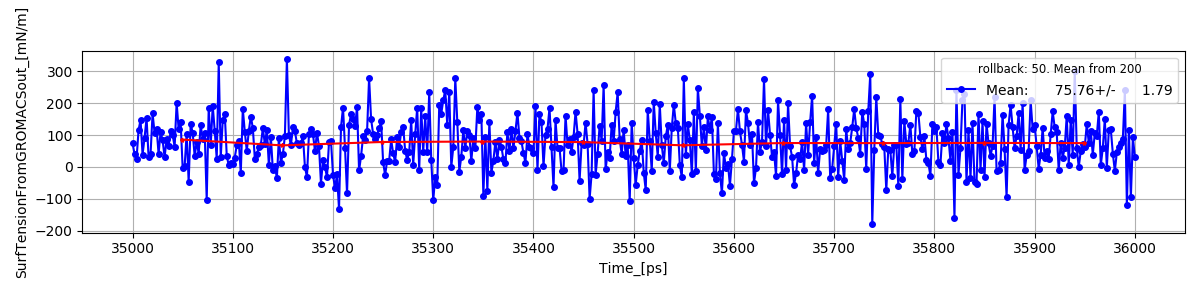 SurfTensionFromGROMACSout_[mN/m]
300
200
100
0
−100
−200
rollback: 50. Mean from 200
Mean: 75.76+/- 1.79
35000 35100 35200 35300 35400 35500 35600 35700 35800 35900 36000
Time_[ps]